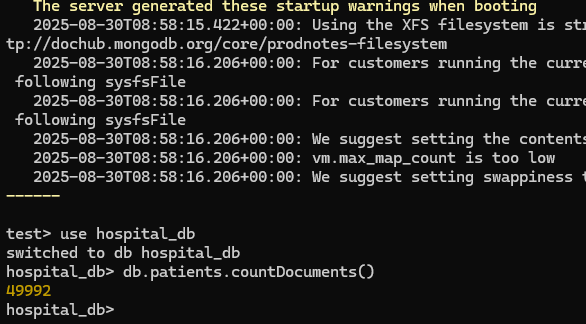 The server generated these startup warnings when booting
2025-08-30T08:58:15.422+00:00: Using the XFS filesystem is
tp://dochub.mongodb.org/core/prodnotes-filesystem
2025-08-30T08:58:16.206+00:00: For customers running the
following sysfsFile
2025-08-30T08:58:16.206+00:00: For customers running the
following sysfsFile
2025-08-30T08:58:16.206+00:00: We suggest setting the contents
2025-08-30T08:58:16.206+00:00: vm.max_map_count is too low
2025-08-30T08:58:16.206+00:00: We suggest setting swappiness
------
test> use hospital_db
switched to db hospital_db
hospital_db> db.patients.countDocuments()
49992
hospital_db>